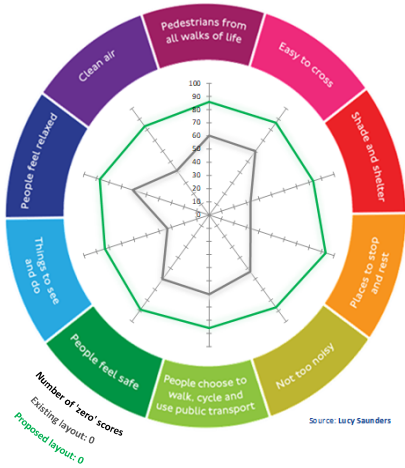 Pedestrians from
all walks of life
Easy to cross
Shade and shelter
Places to stop
and rest
Not too noisy
People choose to
walk, cycle and
use public transport
People feel safe
Things to see
and do
People feel relaxed
Clean air
100
90
80
70
60
50
40
30
20
10
0
Number of 'zero' scores
Existing layout: 0
Proposed layout: 0
Source: Lucy Saunders